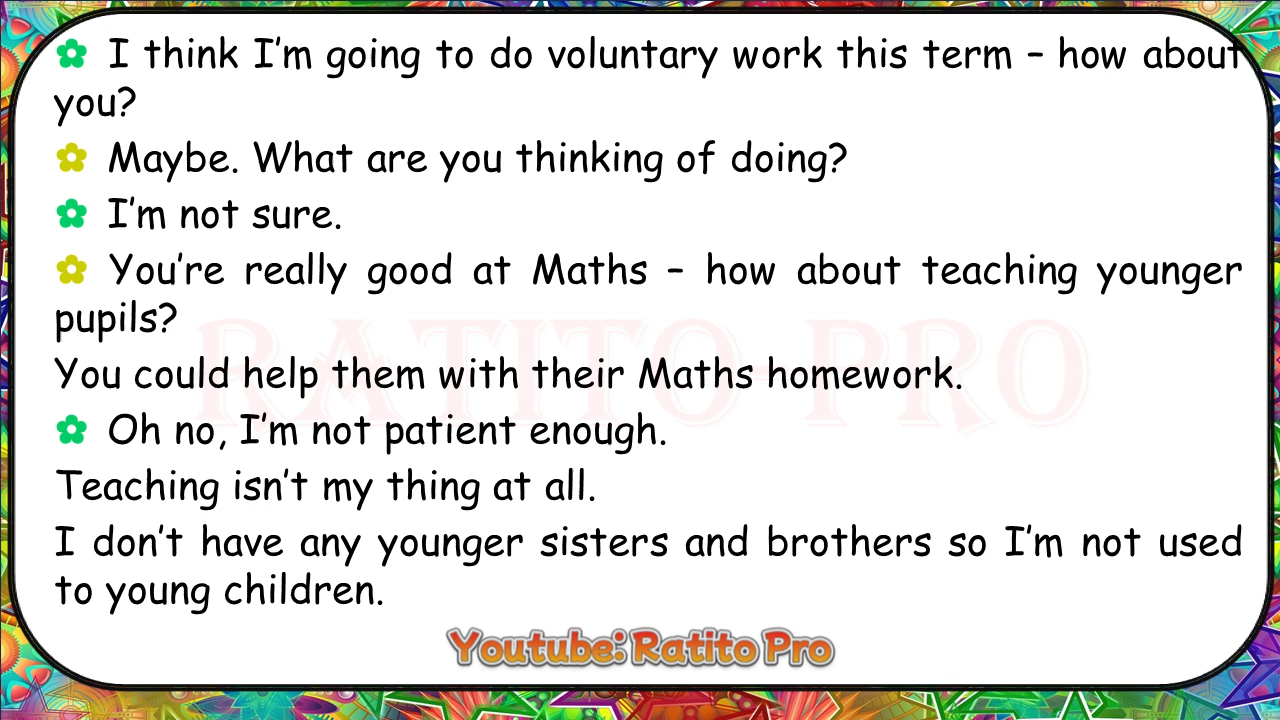 ✿ I think I’m going to do voluntary work this term – how about
you?
✿ Maybe. What are you thinking of doing?
✿ I’m not sure.
✿ You’re really good at Maths – how about teaching younger
pupils?
You could help them with their Maths homework.
✿ Oh no, I’m not patient enough.
Teaching isn’t my thing at all.
I don’t have any younger sisters and brothers so I’m not used
to young children.
RATITO PRO
Youtube: Ratito Pro